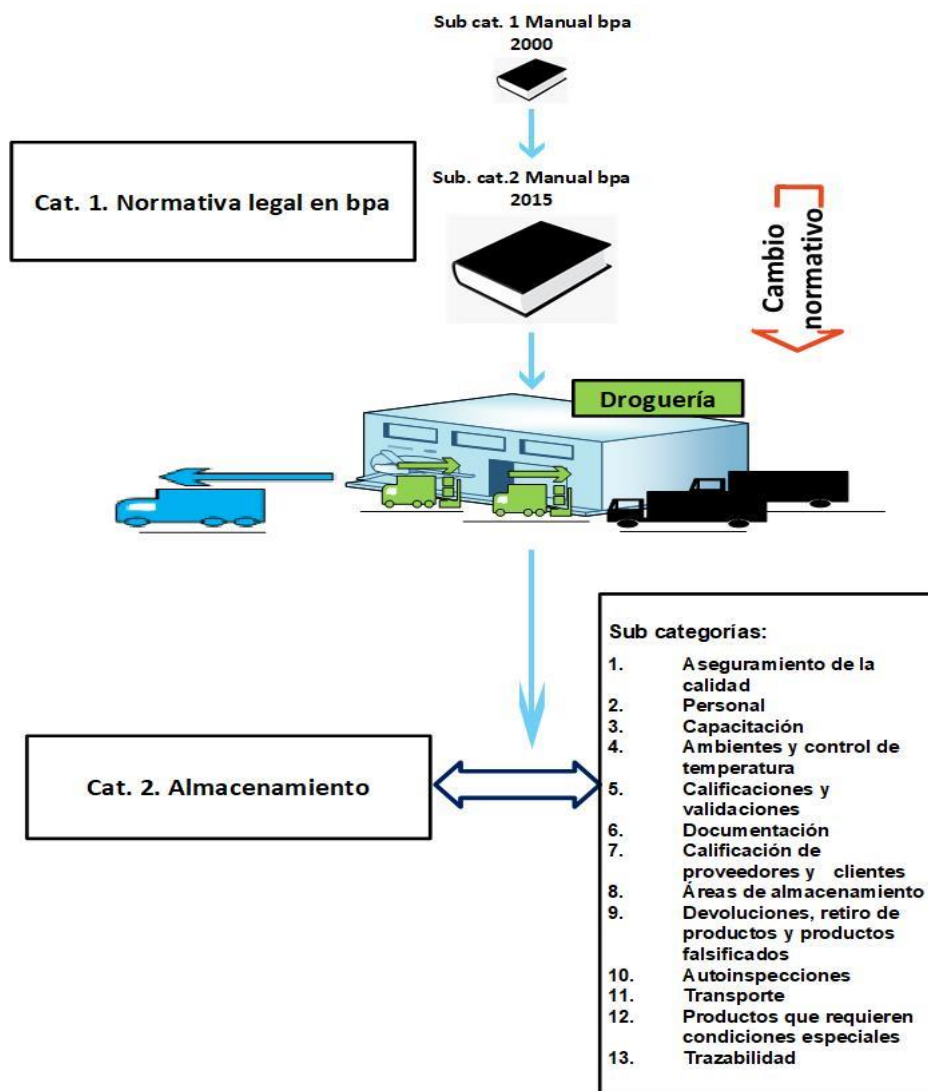 Sub cat. 1 Manual bpa
2000
Cat. 1. Normativa legal en bpa
Sub. cat.2 Manual bpa
2015
Cambio
normativo
Droguería
Cat. 2. Almacenamiento
Sub categorías:
1. Aseguramiento de la
calidad
2. Personal
3. Capacitación
4. Ambientes y control de
temperatura
5. Calificaciones y
validaciones
6. Documentación
7. Calificación de
proveedores y clientes
8. Áreas de almacenamiento
9. Devoluciones, retiro de
productos y productos
falsificados
10. Autoinspecciones
11. Transporte
12. Productos que requieren
condiciones especiales
13. Trazabilidad